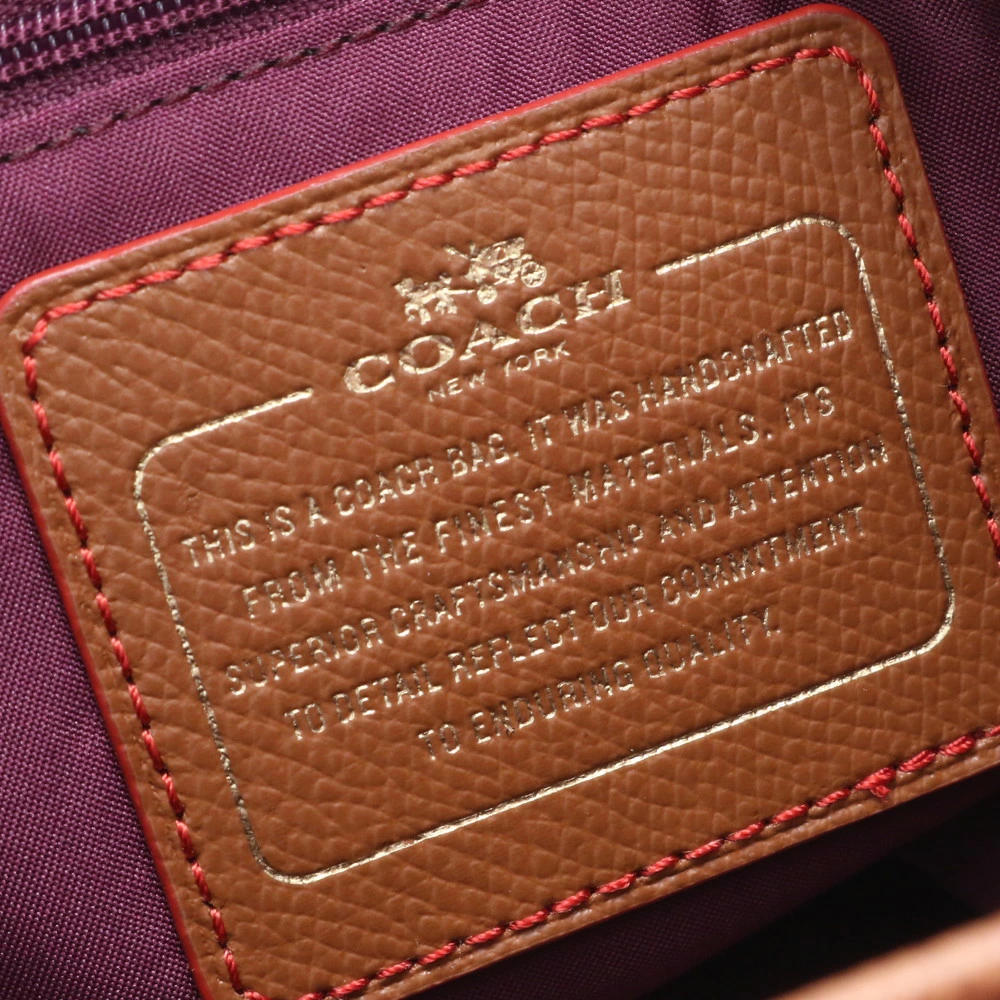 COACH
NEW YORK
THIS IS A COACH BAG. IT WAS HANDCRAFTED
FROM THE FINEST MATERIALS. ITS
SUPERIOR CRAFTSMANSHIP AND ATTENTION
TO DETAIL REFLECT OUR COMMITMENT
TO ENDURING QUALITY.